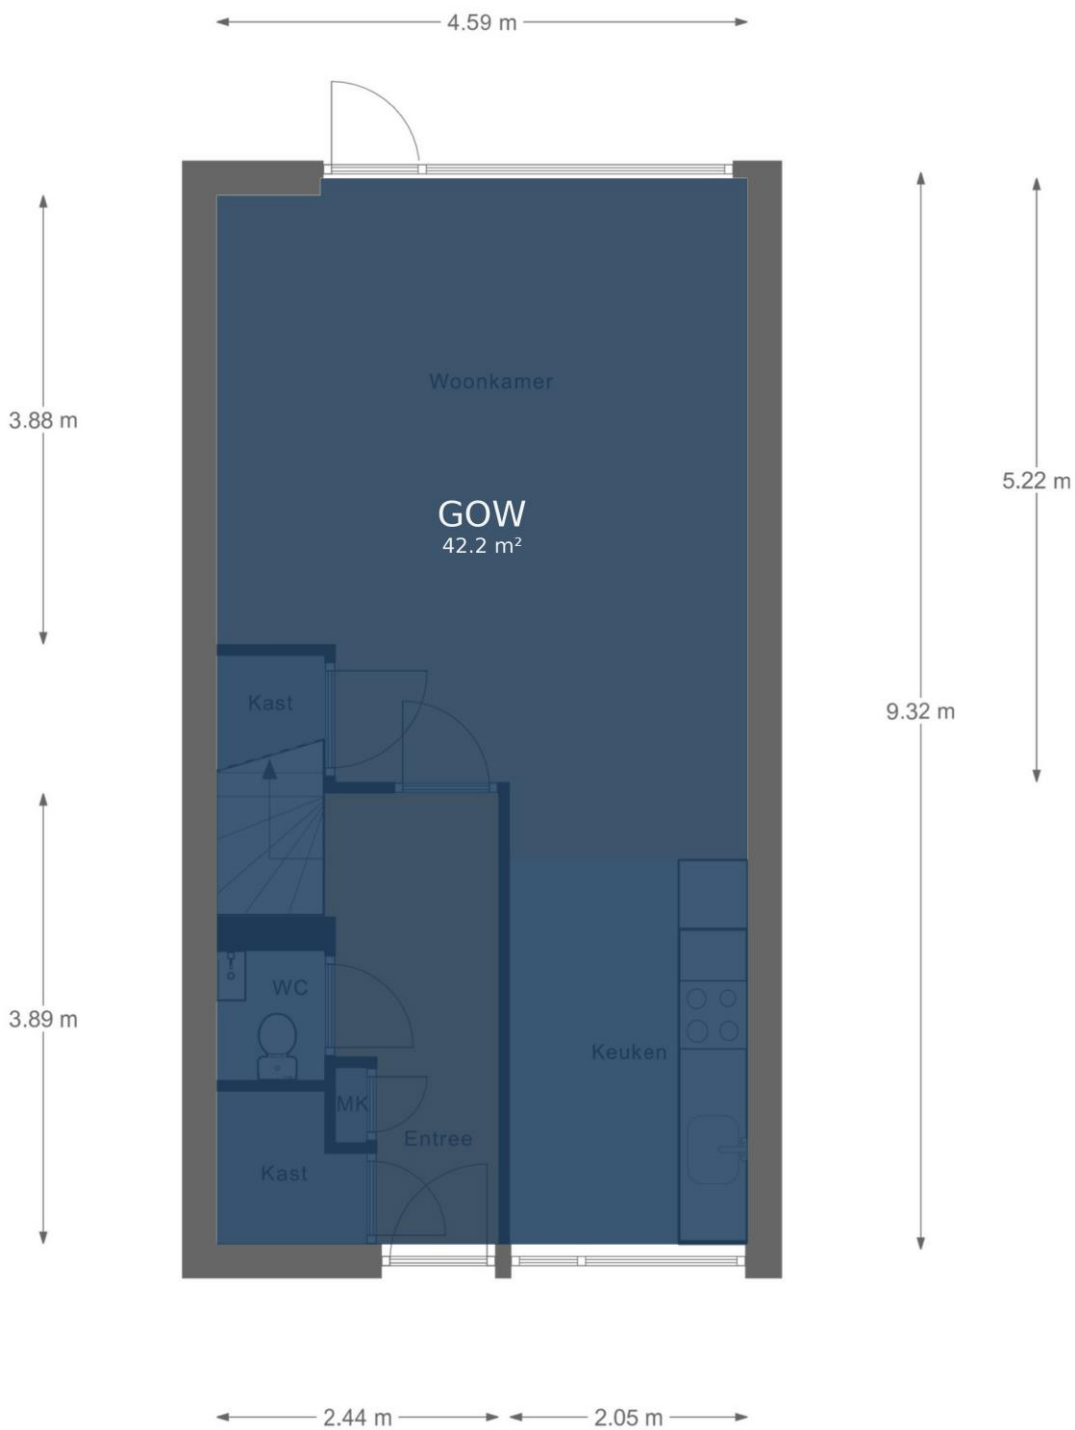 4.59 m
Woonkamer
3.88 m
5.22 m
GOW
42.2 m²
Kast
9.32 m
WC
3.89 m
Keuken
MK
Entree
Kast
2.44 m
2.05 m